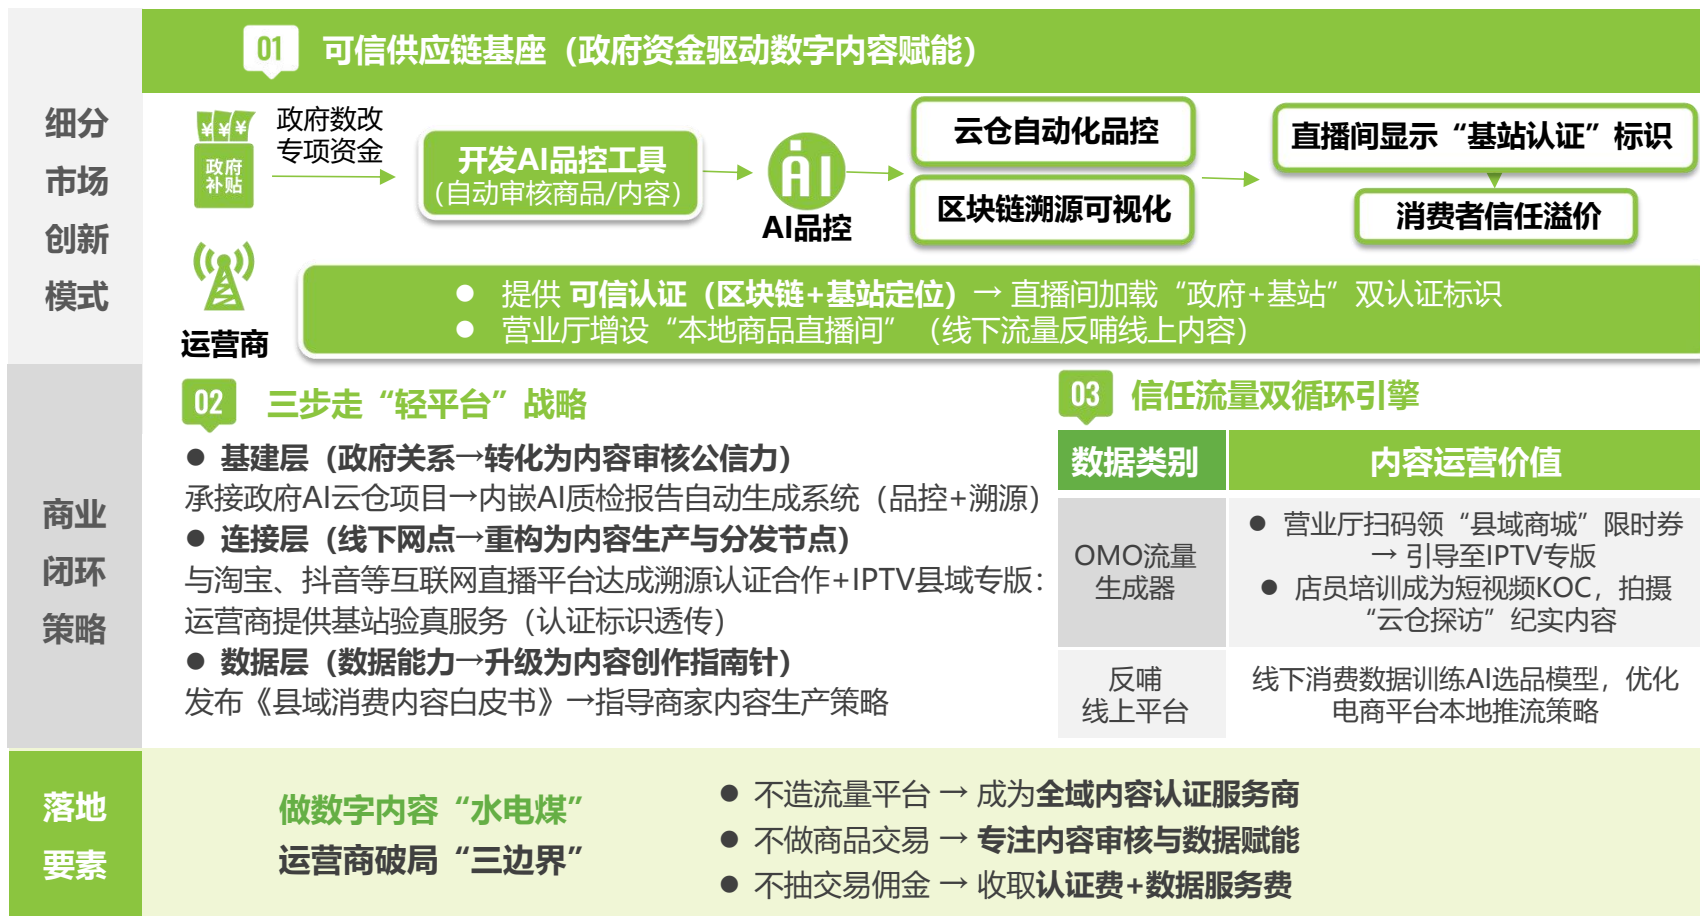 细分
市场
创新
模式
01 可信供应链基座（政府资金驱动数字内容赋能）
¥ ¥ ¥
政府
补贴
政府数改
专项资金
开发AI品控工具
（自动审核商品/内容）
AI
AI品控
云仓自动化品控
区块链溯源可视化
直播间显示“基站认证”标识
消费者信任溢价
运营商
● 提供 可信认证（区块链+基站定位）→ 直播间加载“政府+基站”双认证标识
● 营业厅增设“本地商品直播间”（线下流量反哺线上内容）
商业
闭环
策略
02 三步走“轻平台”战略
● 基建层（政府关系→转化为内容审核公信力）
承接政府AI云仓项目→内嵌AI质检报告自动生成系统（品控+溯源）
● 连接层（线下网点→重构为内容生产与分发节点）
与淘宝、抖音等互联网直播平台达成溯源认证合作+IPTV县域专版：
运营商提供基站验真服务（认证标识透传）
● 数据层（数据能力→升级为内容创作指南针）
发布《县域消费内容白皮书》→指导商家内容生产策略
03 信任流量双循环引擎
数据类别 内容运营价值
OMO流量
生成器
● 营业厅扫码领“县域商城”限时券
→ 引导至IPTV专版
● 店员培训成为短视频KOC，拍摄
“云仓探访”纪实内容
反哺
线上平台
线下消费数据训练AI选品模型，优化
电商平台本地推流策略
落地
要素
做数字内容“水电煤”
运营商破局“三边界”
● 不造流量平台 → 成为全域内容认证服务商
● 不做商品交易 → 专注内容审核与数据赋能
● 不抽交易佣金 → 收取认证费+数据服务费